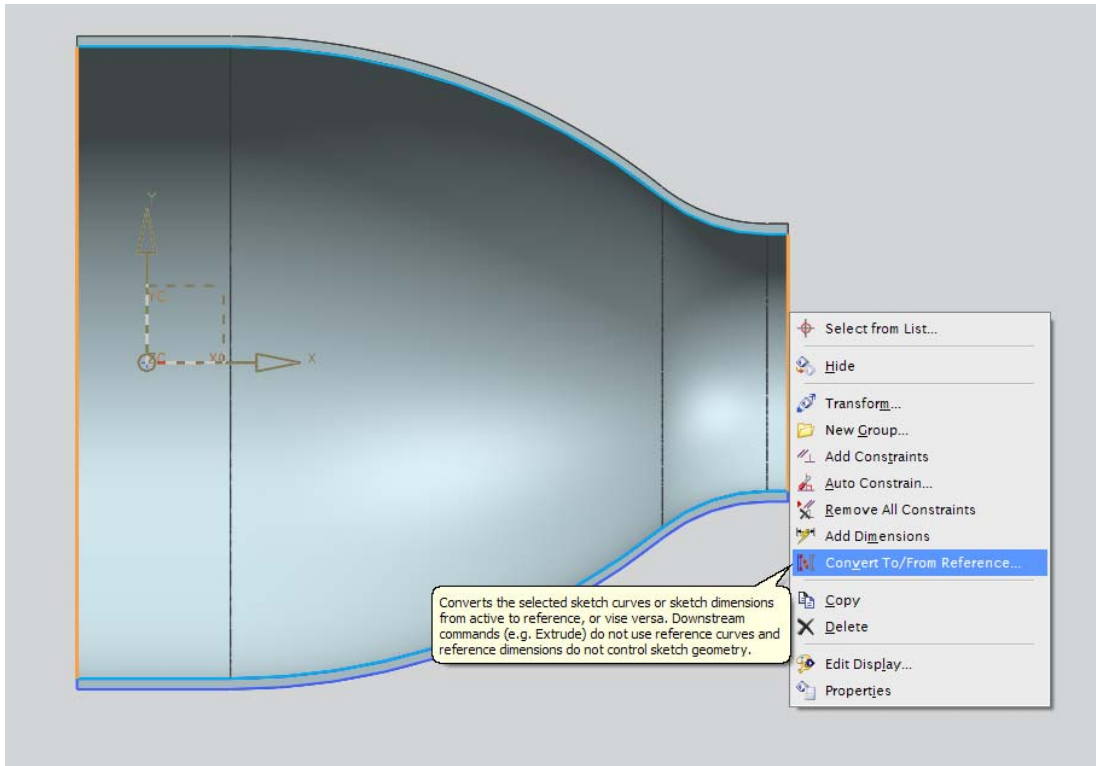 Y
YC
ZC
XC
X
Select from List...
Hide
Transform...
New Group...
Add Constraints
Auto Constrain...
Remove All Constraints
Add Dimensions
Convert To/From Reference...
Copy
Delete
Edit Display...
Properties
Converts the selected sketch curves or sketch dimensions
from active to reference, or vise versa. Downstream
commands (e.g. Extrude) do not use reference curves and
reference dimensions do not control sketch geometry.